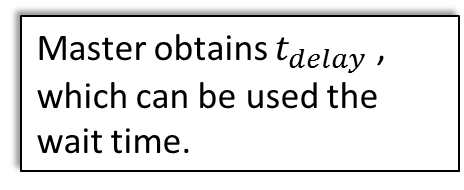 Master obtains t_delay ,
which can be used the
wait time.